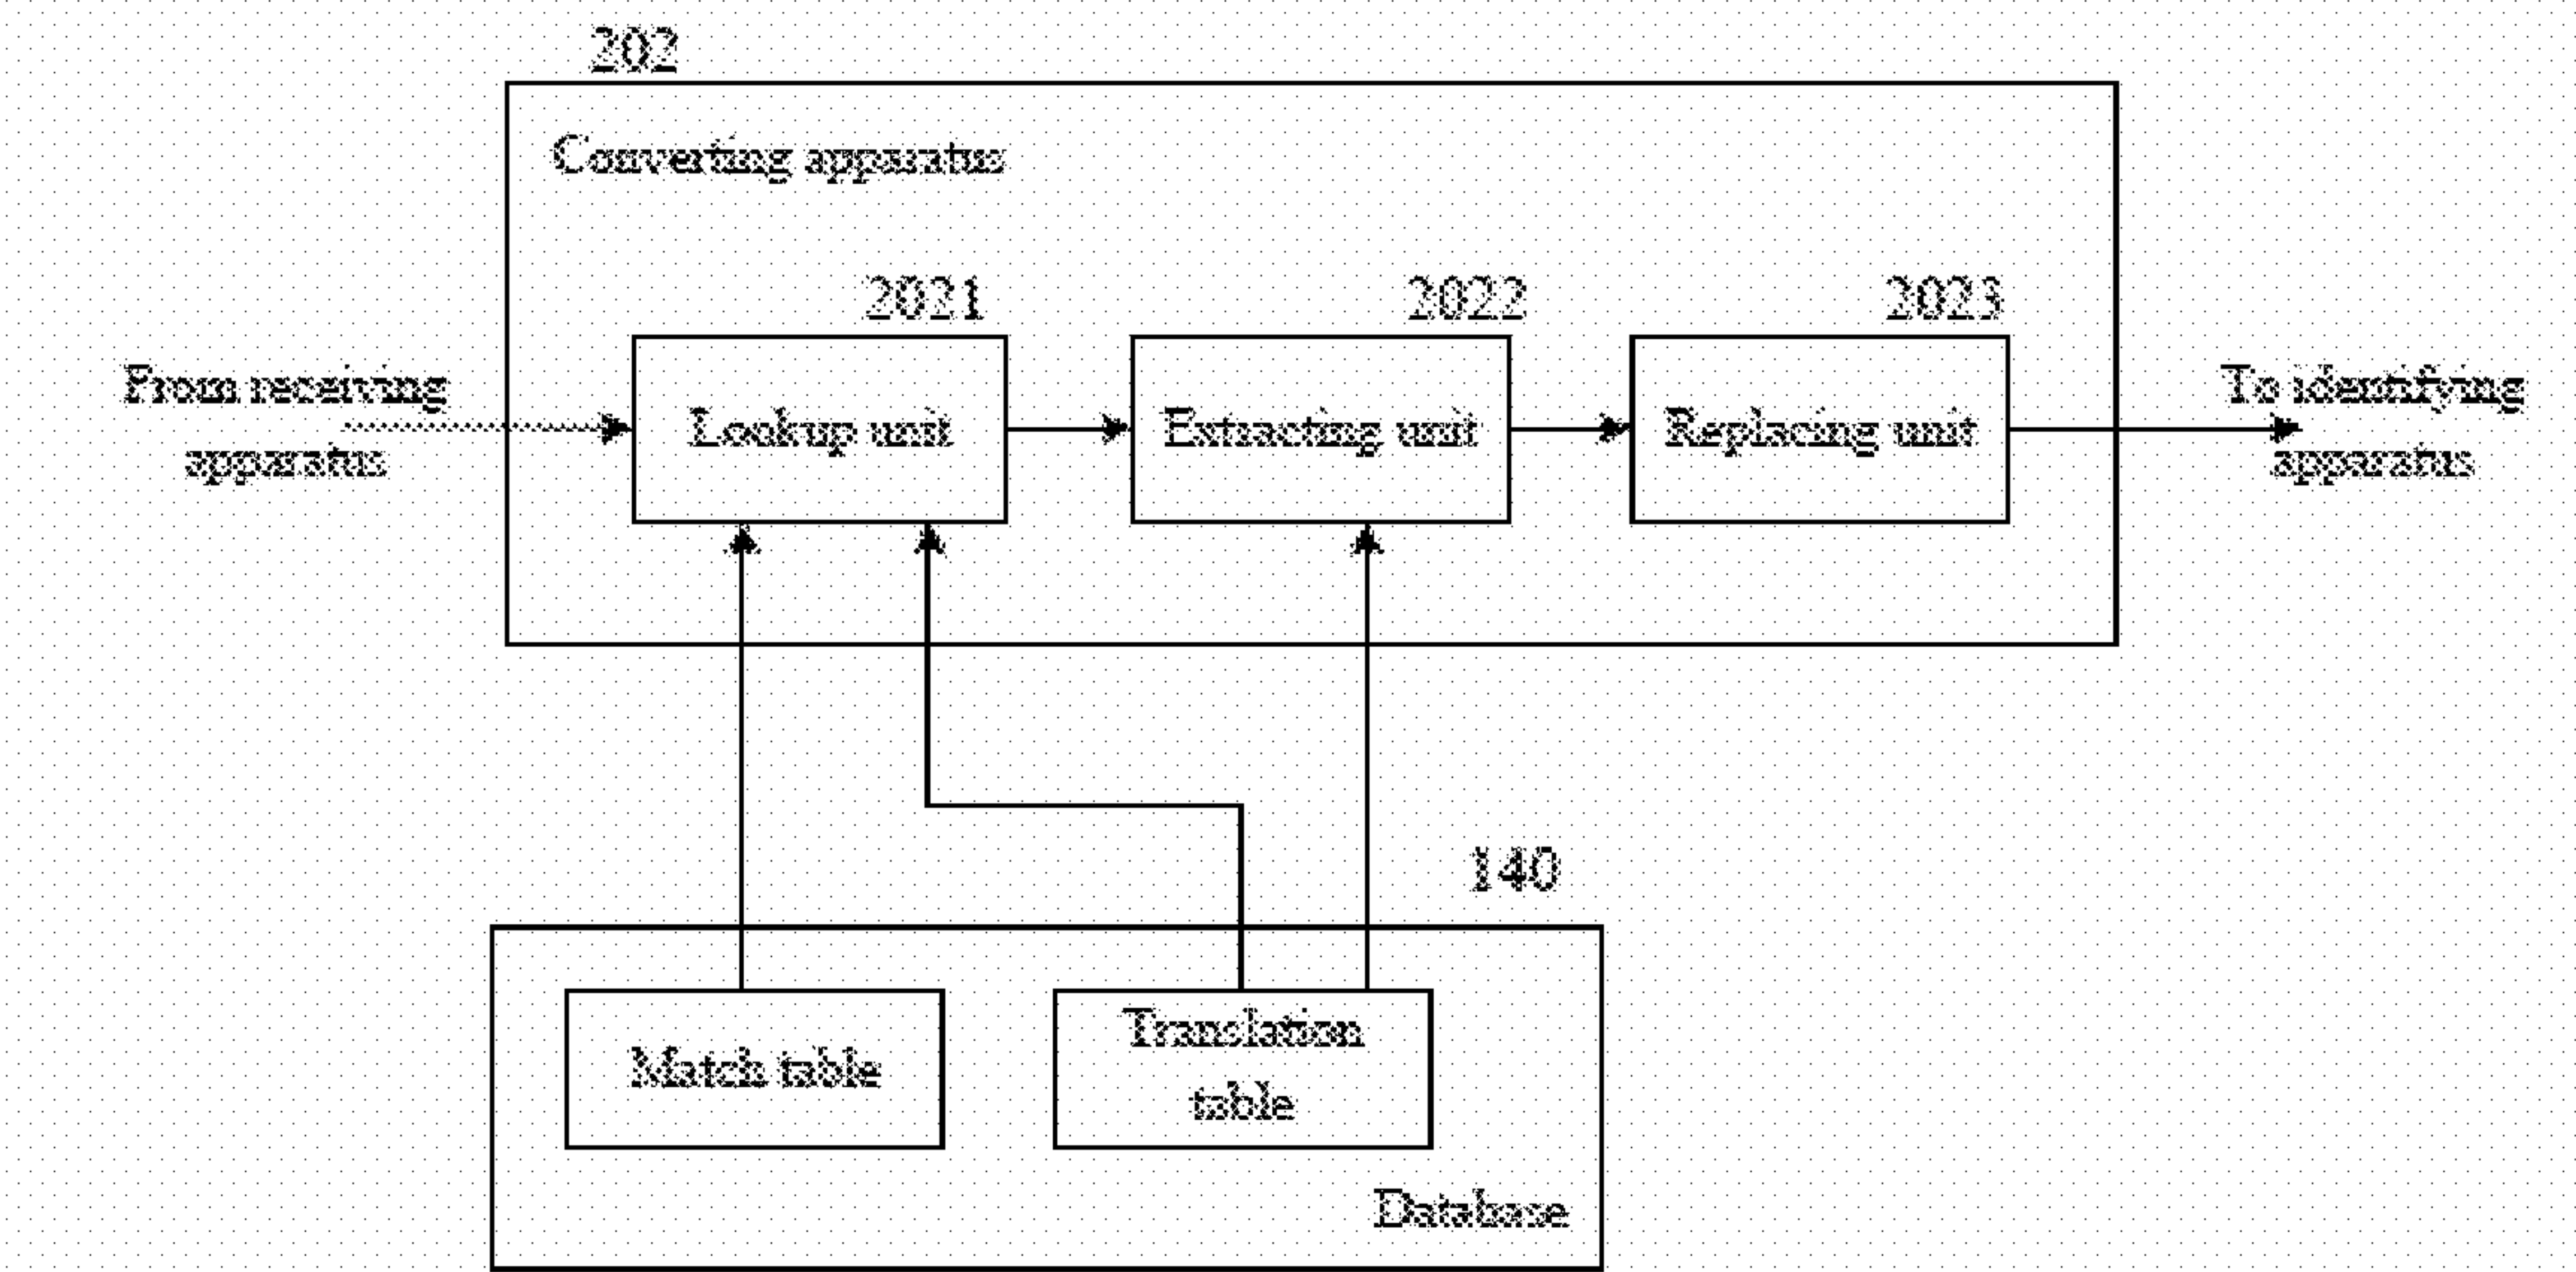 202
Converting apparatus
2021
2022
2023
From receiving
apparatus
Lookup unit
Extracting unit
Replacing unit
To identifying
apparatus
140
Match table
Translation
table
Database